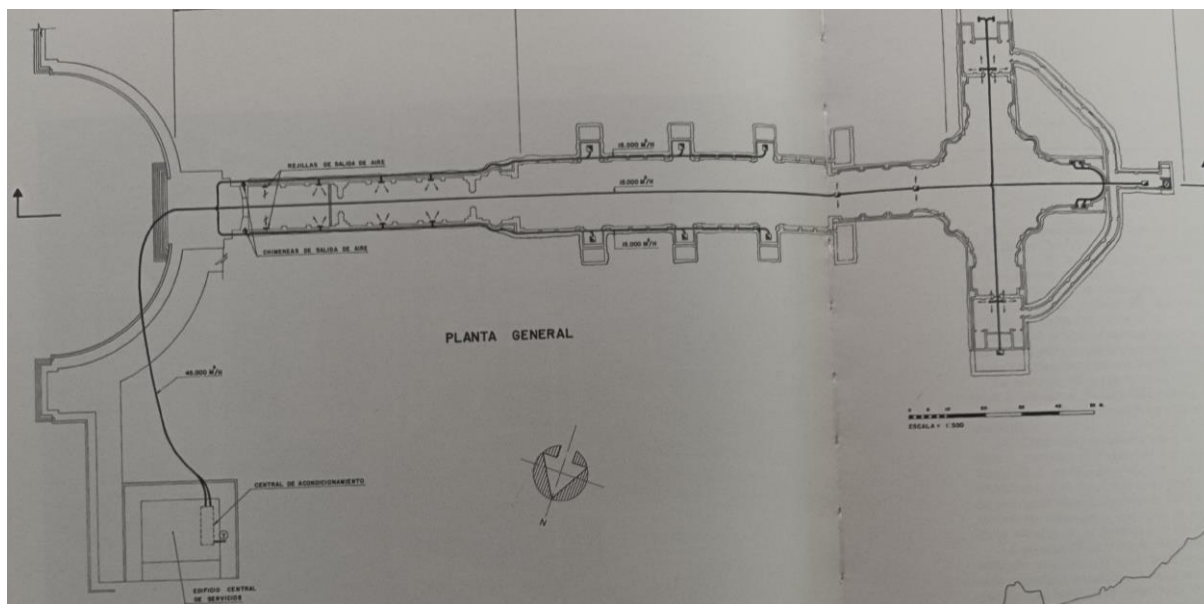 REJILLAS DE SALIDA DE AIRE
15.000 M³/H
15.000 M³/H
15.000 M³/H
CHIMENEAS DE SALIDA DE AIRE
PLANTA GENERAL
45.000 M³/H
ESCALA = 1:500
CENTRAL DE ACONDICIONAMIENTO
N
EDIFICIO CENTRAL
DE SERVICIOS